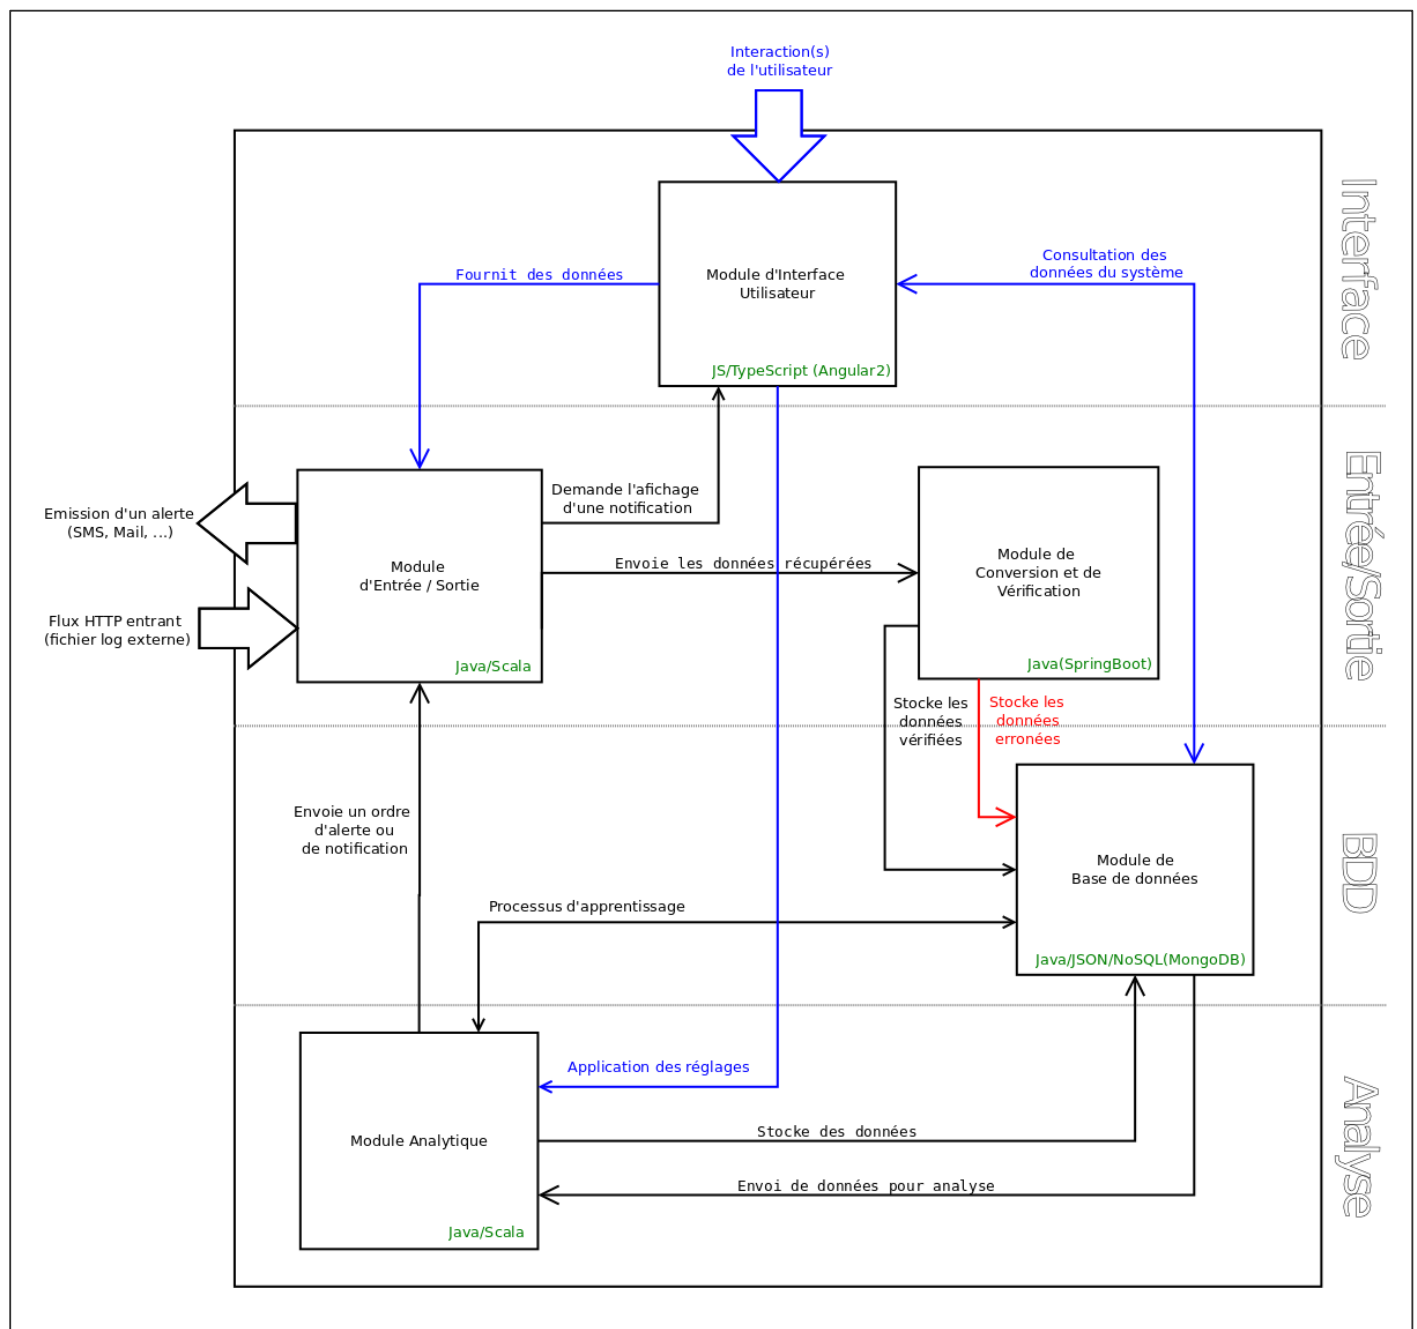 Interaction(s)
de l'utilisateur
Interface
Module d'Interface
Utilisateur
JS/TypeScript (Angular2)
Fournit des données
Consultation des
données du système
Entrée/Sortie
Emission d'un alerte
(SMS, Mail, ...)
Flux HTTP entrant
(fichier log externe)
Module
d'Entrée / Sortie
Java/Scala
Demande l'afichage
d'une notification
Envoie les données récupérées
Module de
Conversion et de
Vérification
Java(SpringBoot)
Stocke les
données
vérifiées
Stocke les
données
erronées
BDD
Envoie un ordre
d'alerte ou
de notification
Module de
Base de données
Java/JSON/NoSQL(MongoDB)
Processus d'apprentissage
Analyse
Application des réglages
Module Analytique
Java/Scala
Stocke des données
Envoi de données pour analyse